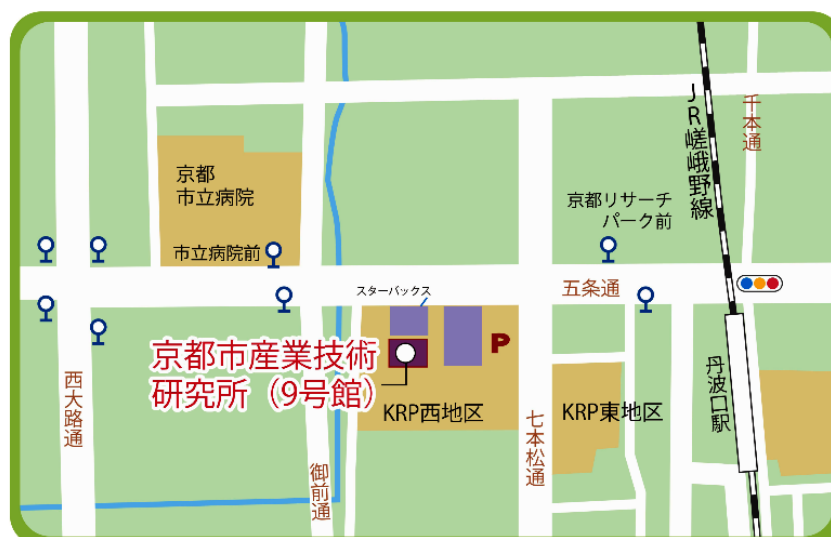 JR嵯峨野線
千本通
京都
市立病院
京都リサーチ
パーク前
市立病院前
スターバックス
五条通
京都市産業技術
研究所（9号館）
P
KRP西地区
KRP東地区
丹波口駅
西大路通
御前通
七本松通